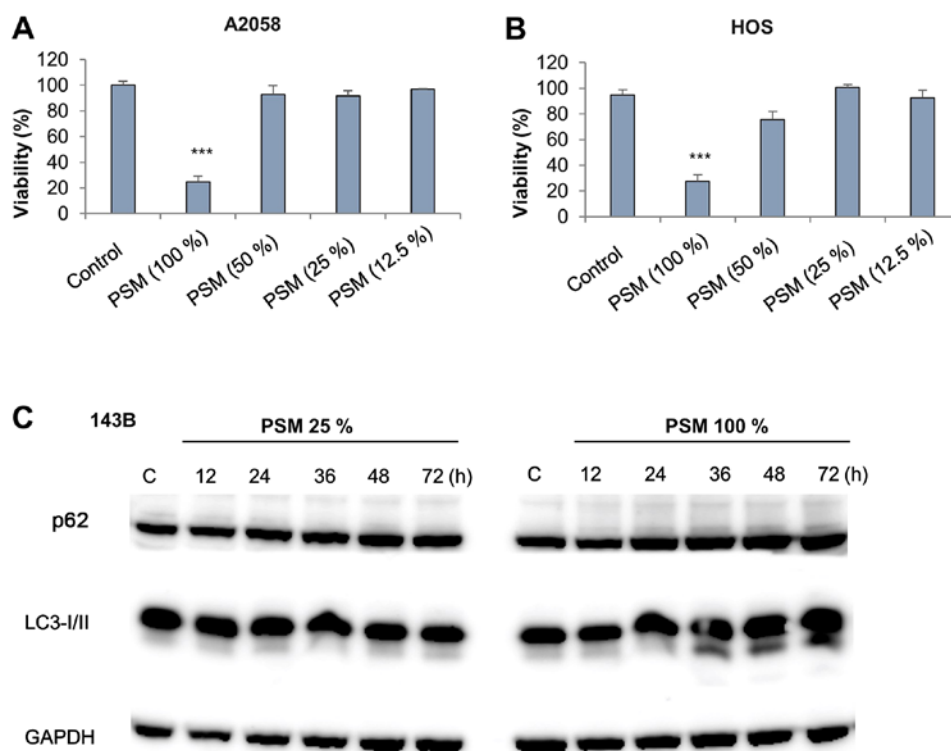 A
A2058
Viability (%)
120
100
80
60
40
20
0
***
Control
PSM (100 %)
PSM (50 %)
PSM (25 %)
PSM (12.5 %)
B
HOS
Viability (%)
120
100
80
60
40
20
0
***
Control
PSM (100 %)
PSM (50 %)
PSM (25 %)
PSM (12.5 %)
C
143B
PSM 25 %
PSM 100 %
C 12 24 36 48 72 (h)
C 12 24 36 48 72 (h)
p62
LC3-I/II
GAPDH